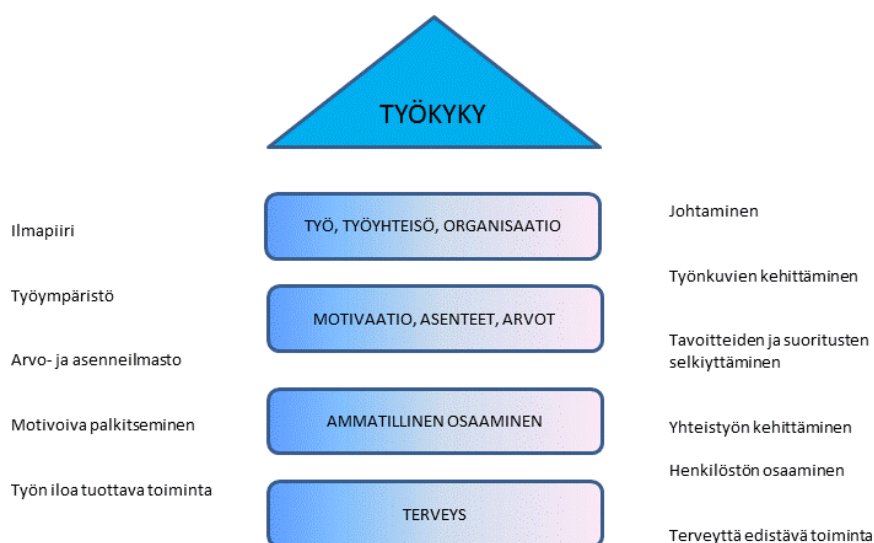 TYÖKYKY
TYÖ, TYÖYHTEISÖ, ORGANISAATIO
MOTIVAATIO, ASENTEET, ARVOT
AMMATILLINEN OSAAMINEN
TERVEYS
Ilmapiiri
Työympäristö
Arvo- ja asenneilmasto
Motivoiva palkitseminen
Työn iloa tuottava toiminta
Johtaminen
Työnkuvien kehittäminen
Tavoitteiden ja suoritusten
selkiyttäminen
Yhteistyön kehittäminen
Henkilöstön osaaminen
Terveyttä edistävä toiminta